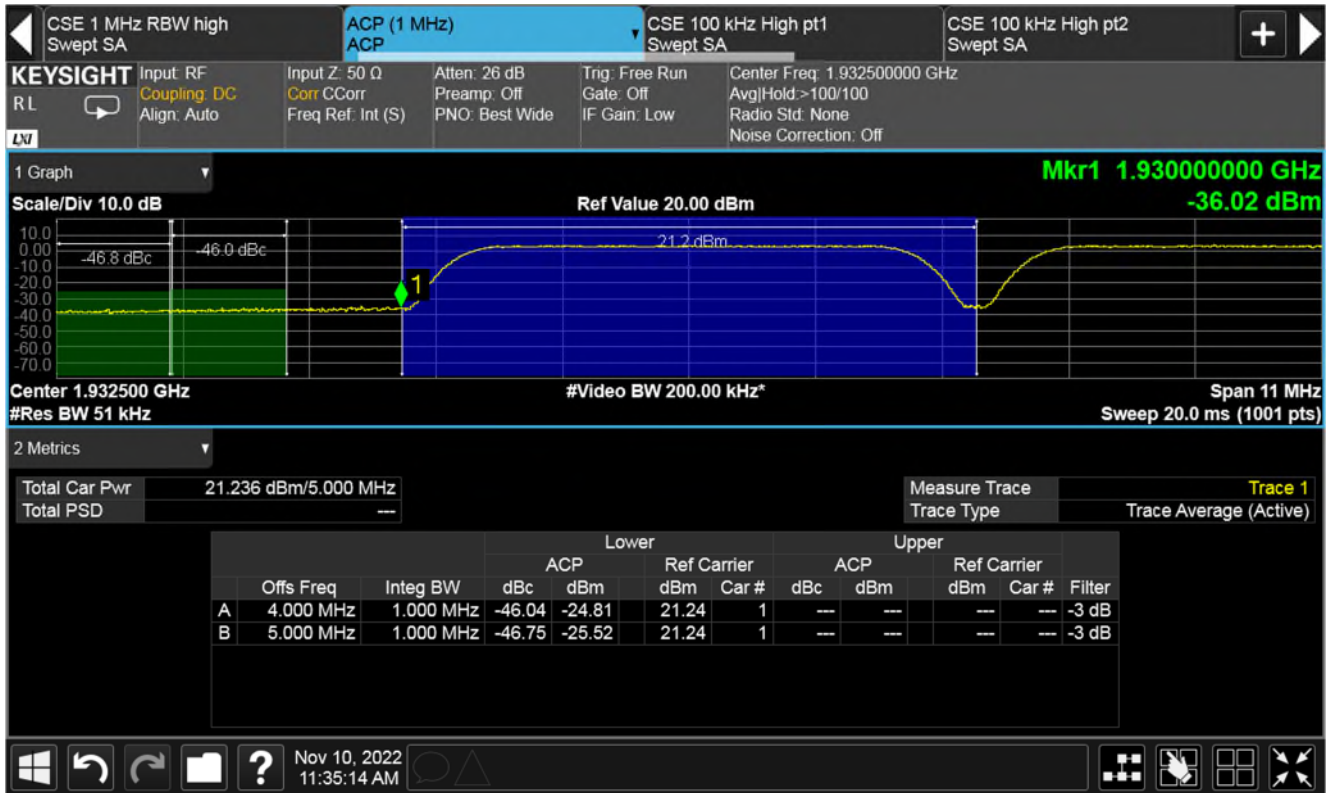 CSE 1 MHz RBW high
Swept SA
ACP (1 MHz)
ACP
CSE 100 kHz High pt1
Swept SA
CSE 100 kHz High pt2
Swept SA
KEYSIGHT
R L
LXI
Input: RF
Coupling: DC
Align: Auto
Input Z: 50 Ω
Corr CCorr
Freq Ref: Int (S)
Atten: 26 dB
Preamp: Off
PNO: Best Wide
Trig: Free Run
Gate: Off
IF Gain: Low
Center Freq: 1.932500000 GHz
Avg|Hold:>100/100
Radio Std: None
Noise Correction: Off
1 Graph
Mkr1 1.930000000 GHz
Scale/Div 10.0 dB
Ref Value 20.00 dBm
-36.02 dBm
10.0
0.00
-10.0
-20.0
-30.0
-40.0
-50.0
-60.0
-70.0
-46.8 dBc
-46.0 dBc
21.2 dBm
1
Center 1.932500 GHz
#Video BW 200.00 kHz*
Span 11 MHz
#Res BW 51 kHz
Sweep 20.0 ms (1001 pts)
2 Metrics
Total Car Pwr 21.236 dBm/5.000 MHz
Total PSD ---
Measure Trace Trace 1
Trace Type Trace Average (Active)
Lower Upper
ACP Ref Carrier ACP Ref Carrier
Offs Freq Integ BW dBc dBm dBm Car # dBc dBm dBm Car # Filter
A 4.000 MHz 1.000 MHz -46.04 -24.81 21.24 1 --- --- --- --- -3 dB
B 5.000 MHz 1.000 MHz -46.75 -25.52 21.24 1 --- --- --- --- -3 dB
Nov 10, 2022
11:35:14 AM